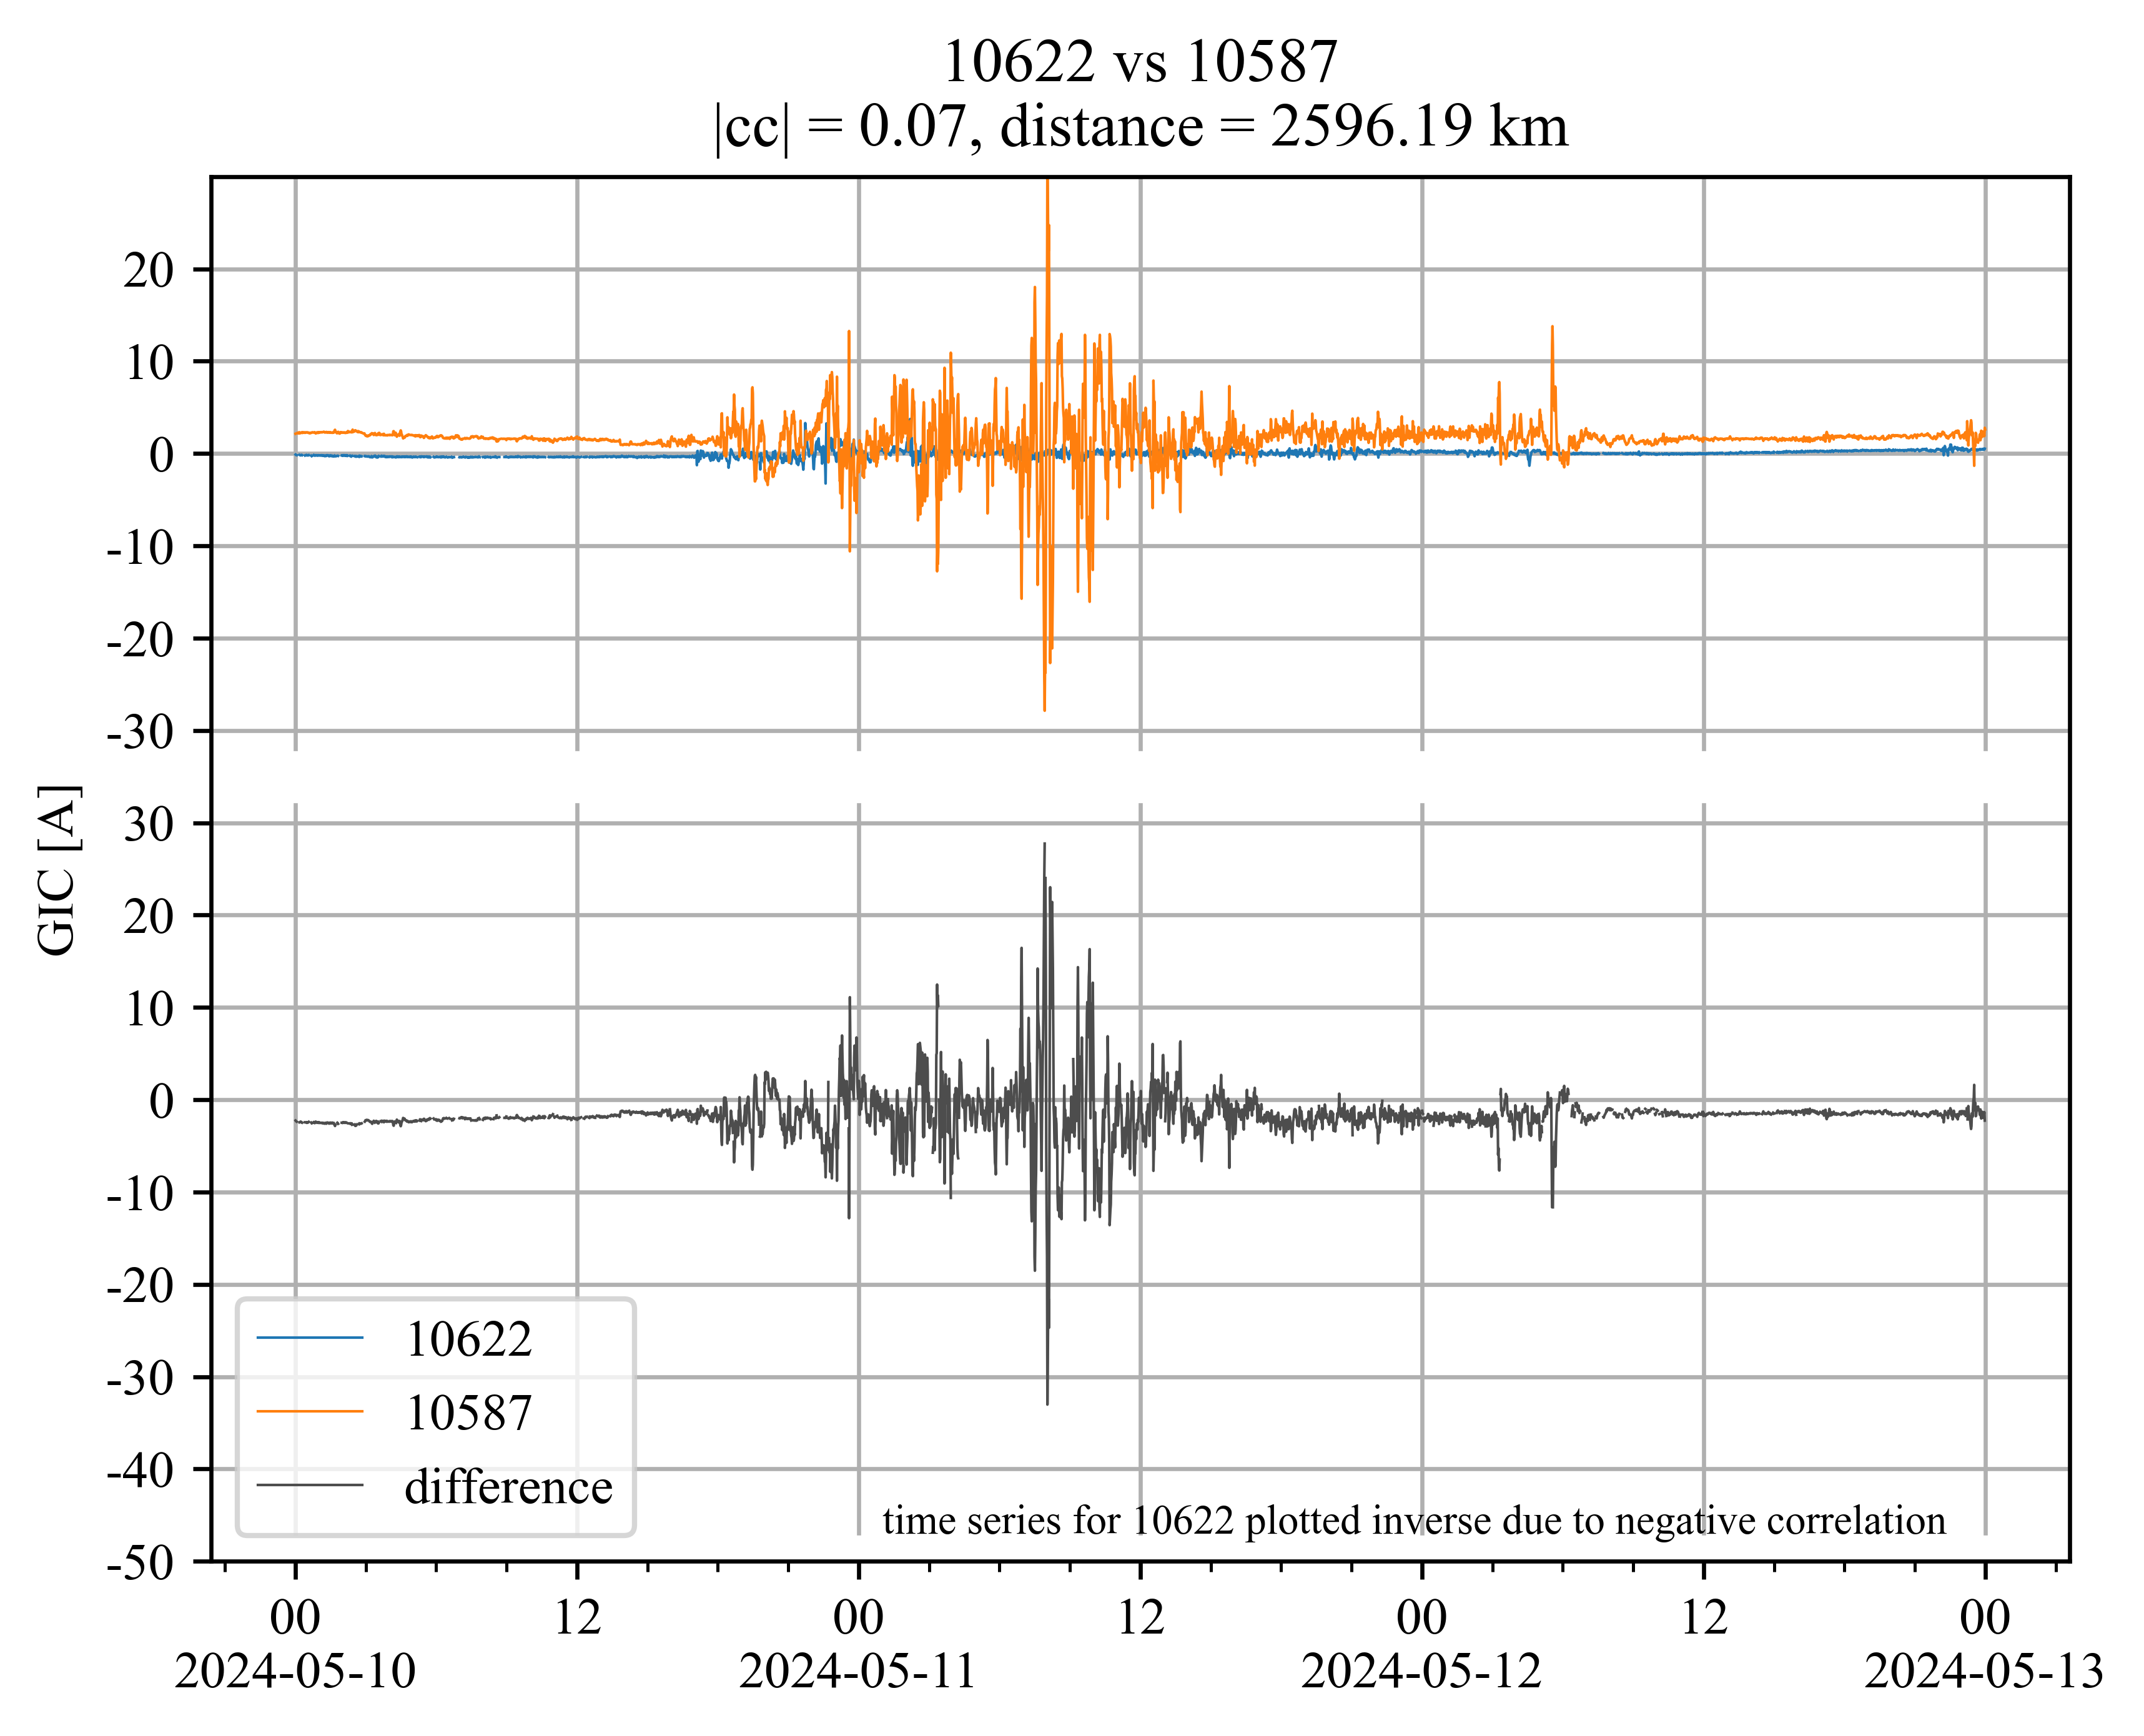 10622 vs 10587
|cc| = 0.07, distance = 2596.19 km
20
10
0
-10
-20
-30
30
20
10
0
-10
-20
-30
-40
-50
GIC [A]
10622
10587
difference
time series for 10622 plotted inverse due to negative correlation
00 12 00 12 00 12 00
2024-05-10 2024-05-11 2024-05-12 2024-05-13